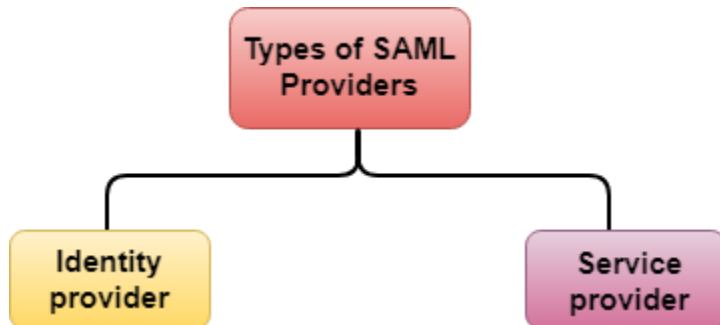 Types of SAML
Providers
Identity
provider
Service
provider